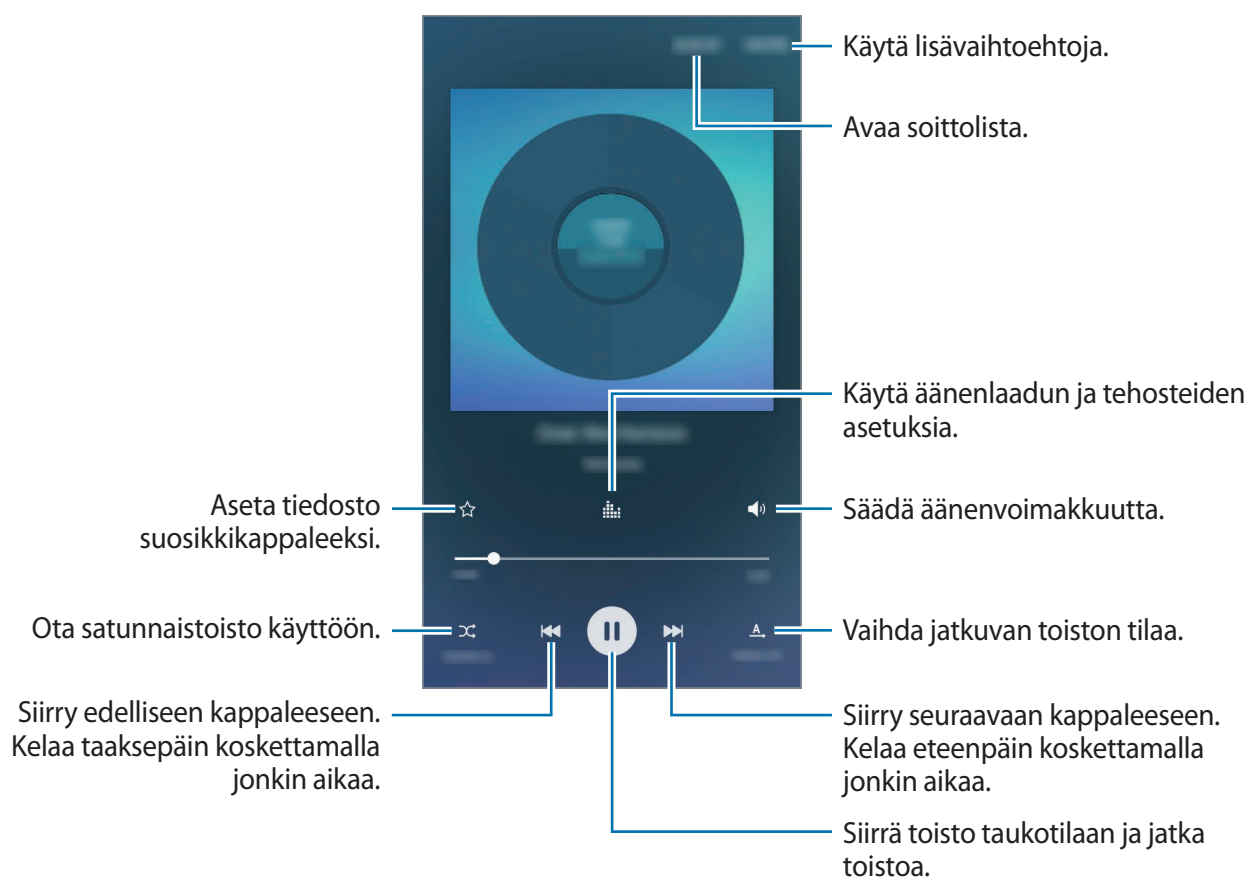 Käytä lisävaihtoehtoja.
Avaa soittolista.
Käytä äänenlaadun ja tehosteiden
asetuksia.
Aseta tiedosto
suosikkikappaleeksi.
Säädä äänenvoimakkuutta.
Ota satunnaistoisto käyttöön.
Vaihda jatkuvan toiston tilaa.
Siirry edelliseen kappaleeseen.
Kelaa taaksepäin koskettamalla
jonkin aikaa.
Siirry seuraavaan kappaleeseen.
Kelaa eteenpäin koskettamalla
jonkin aikaa.
Siirrä toisto taukotilaan ja jatka
toistoa.